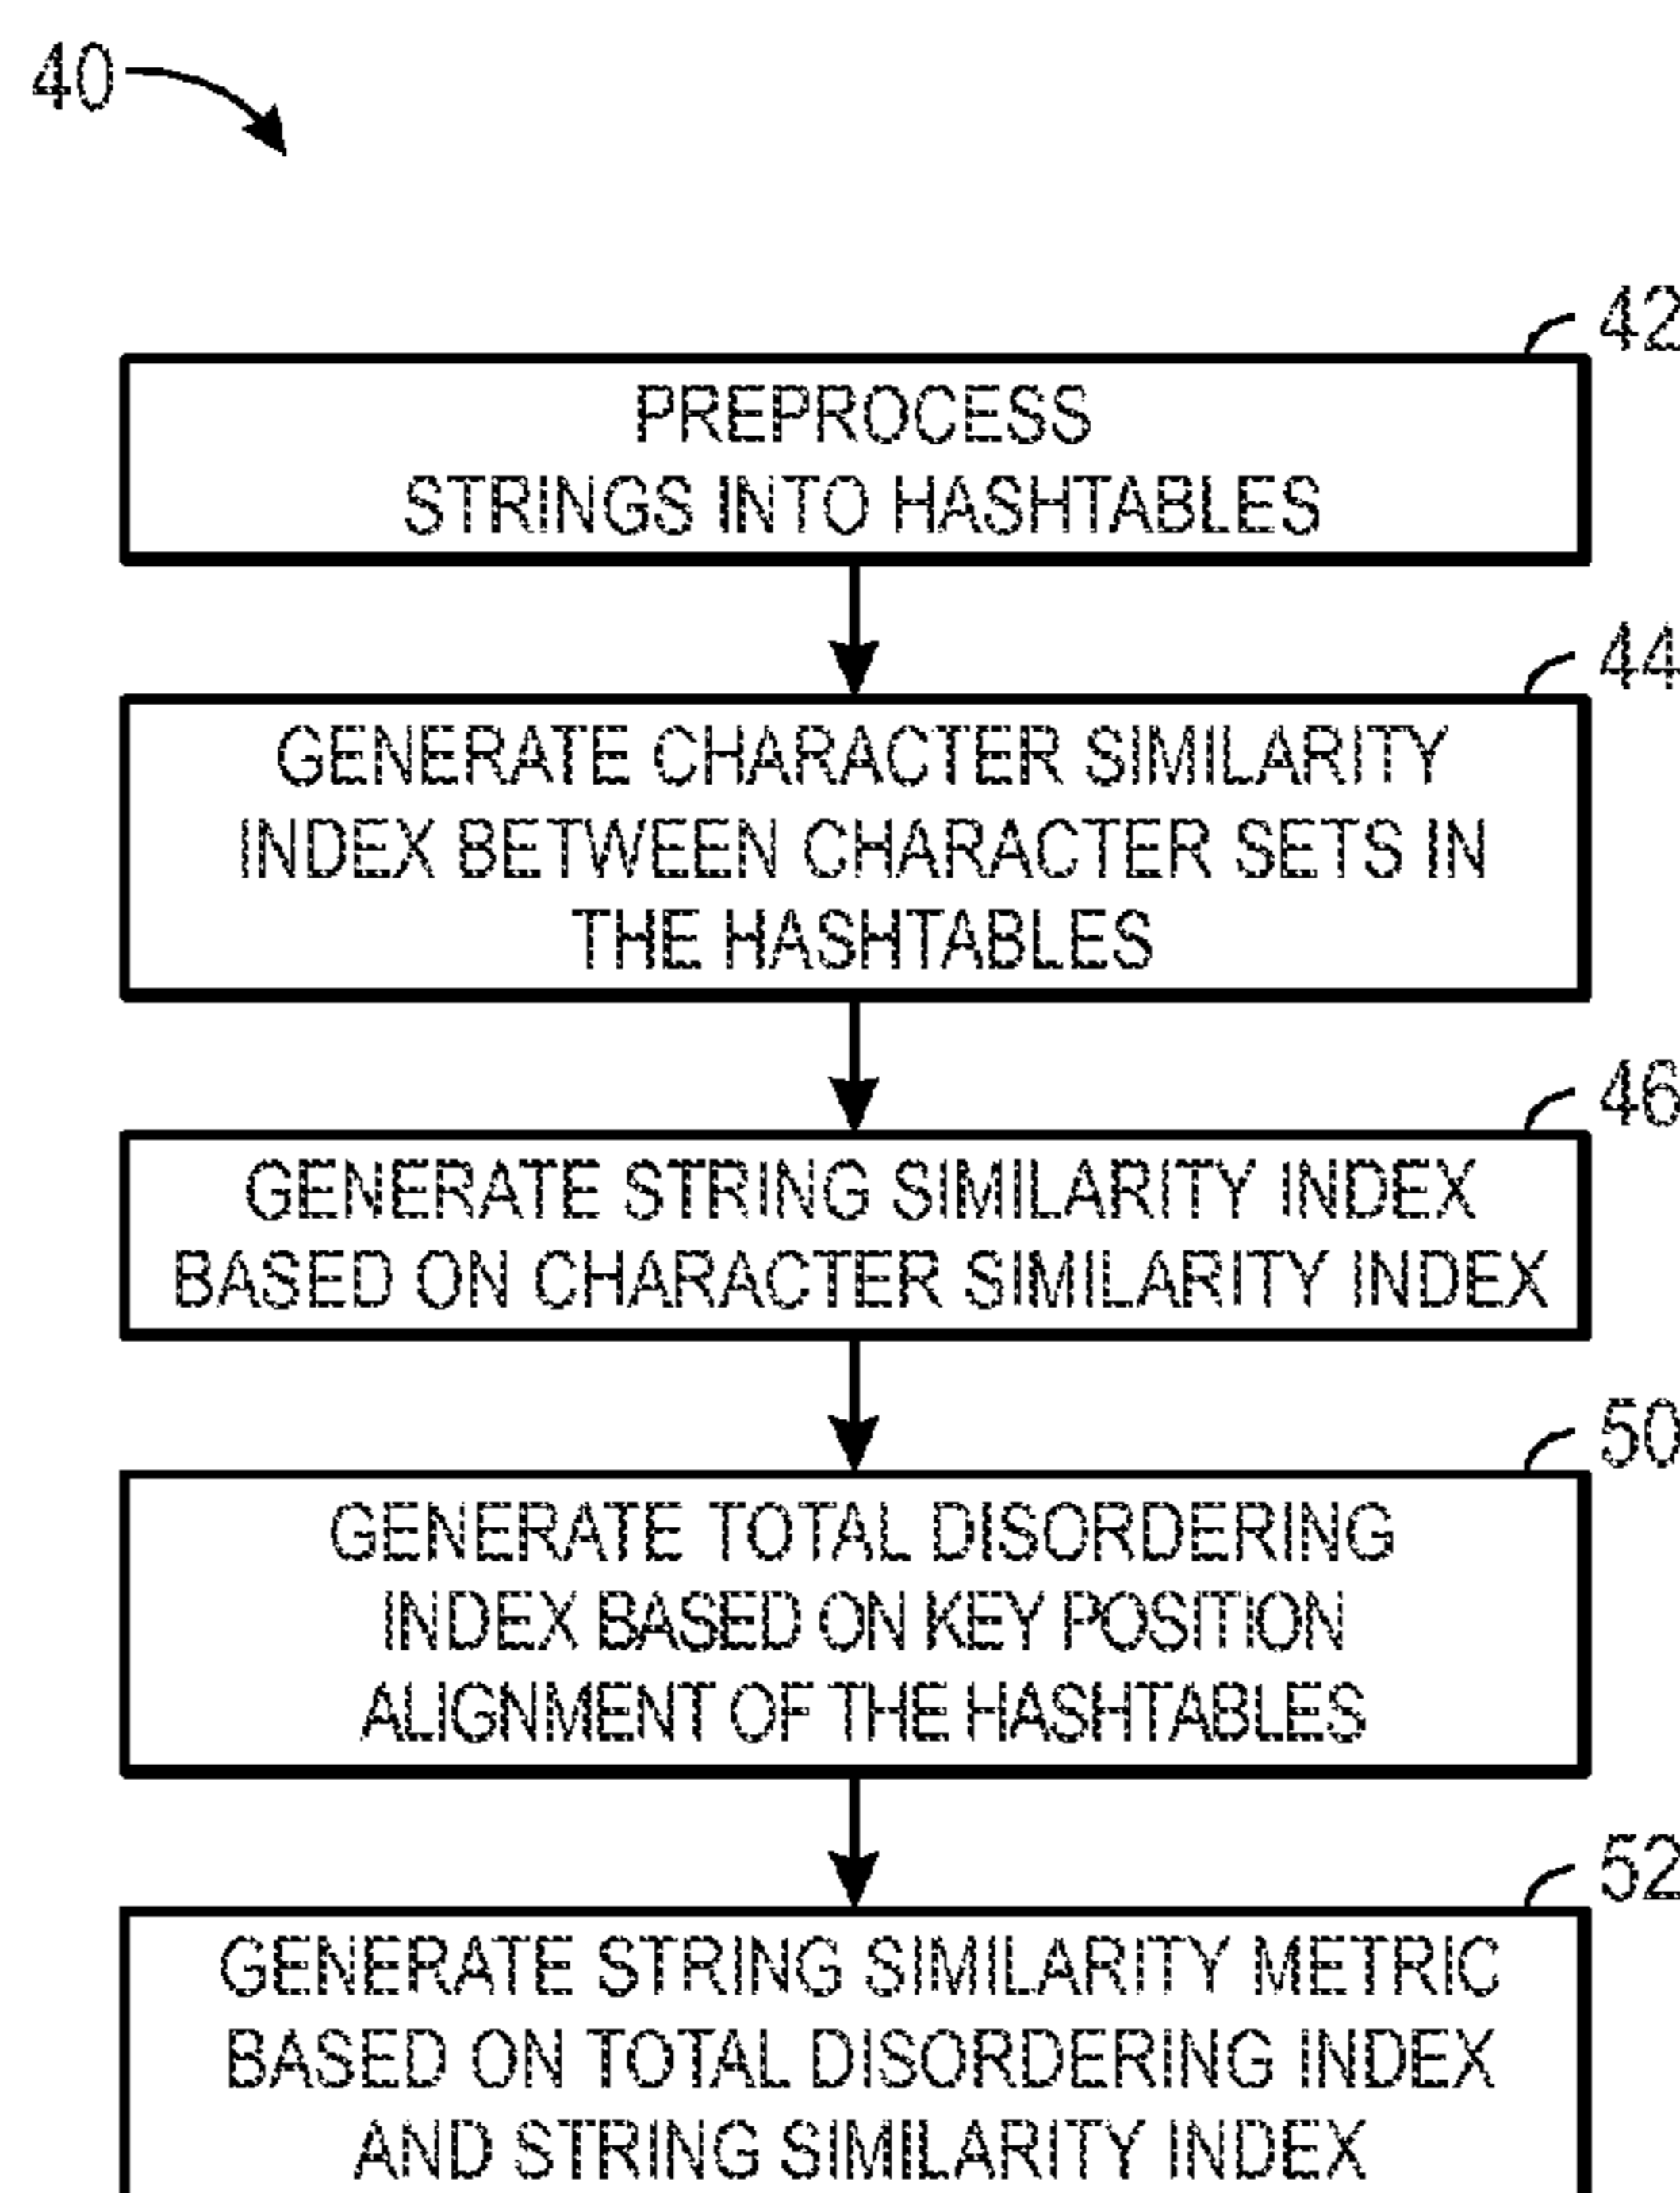 40
42
PREPROCESS
STRINGS INTO HASHTABLES
44
GENERATE CHARACTER SIMILARITY
INDEX BETWEEN CHARACTER SETS IN
THE HASHTABLES
46
GENERATE STRING SIMILARITY INDEX
BASED ON CHARACTER SIMILARITY INDEX
50
GENERATE TOTAL DISORDERING
INDEX BASED ON KEY POSITION
ALIGNMENT OF THE HASHTABLES
52
GENERATE STRING SIMILARITY METRIC
BASED ON TOTAL DISORDERING INDEX
AND STRING SIMILARITY INDEX